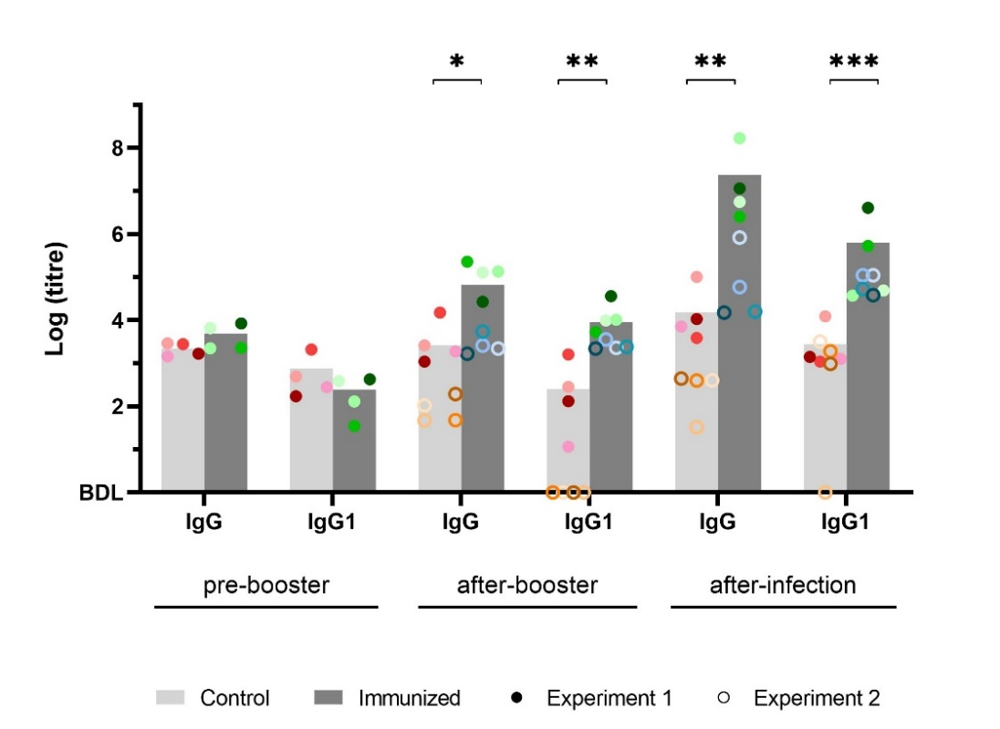 * ** ** ***
8
6
4
2
BDL
Log (titre)
IgG IgG1 IgG IgG1 IgG IgG1
pre-booster after-booster after-infection
Control Immunized Experiment 1 Experiment 2